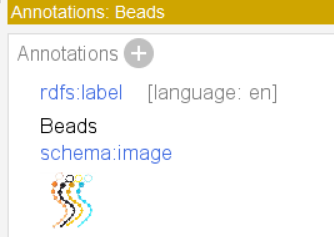 Annotations: Beads
Annotations
rdfs:label [language: en]
Beads
schema:image